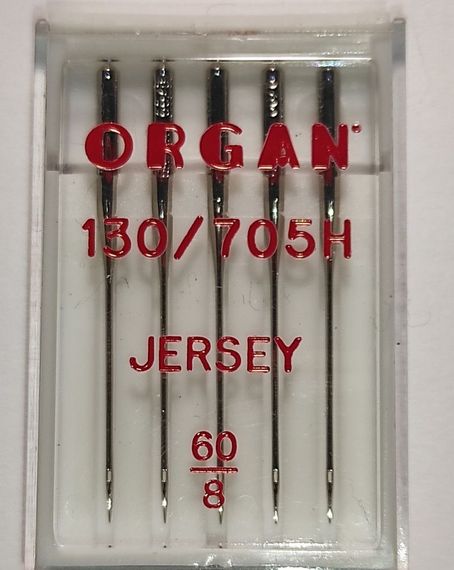 ORGAN
130/705H
JERSEY
60
8